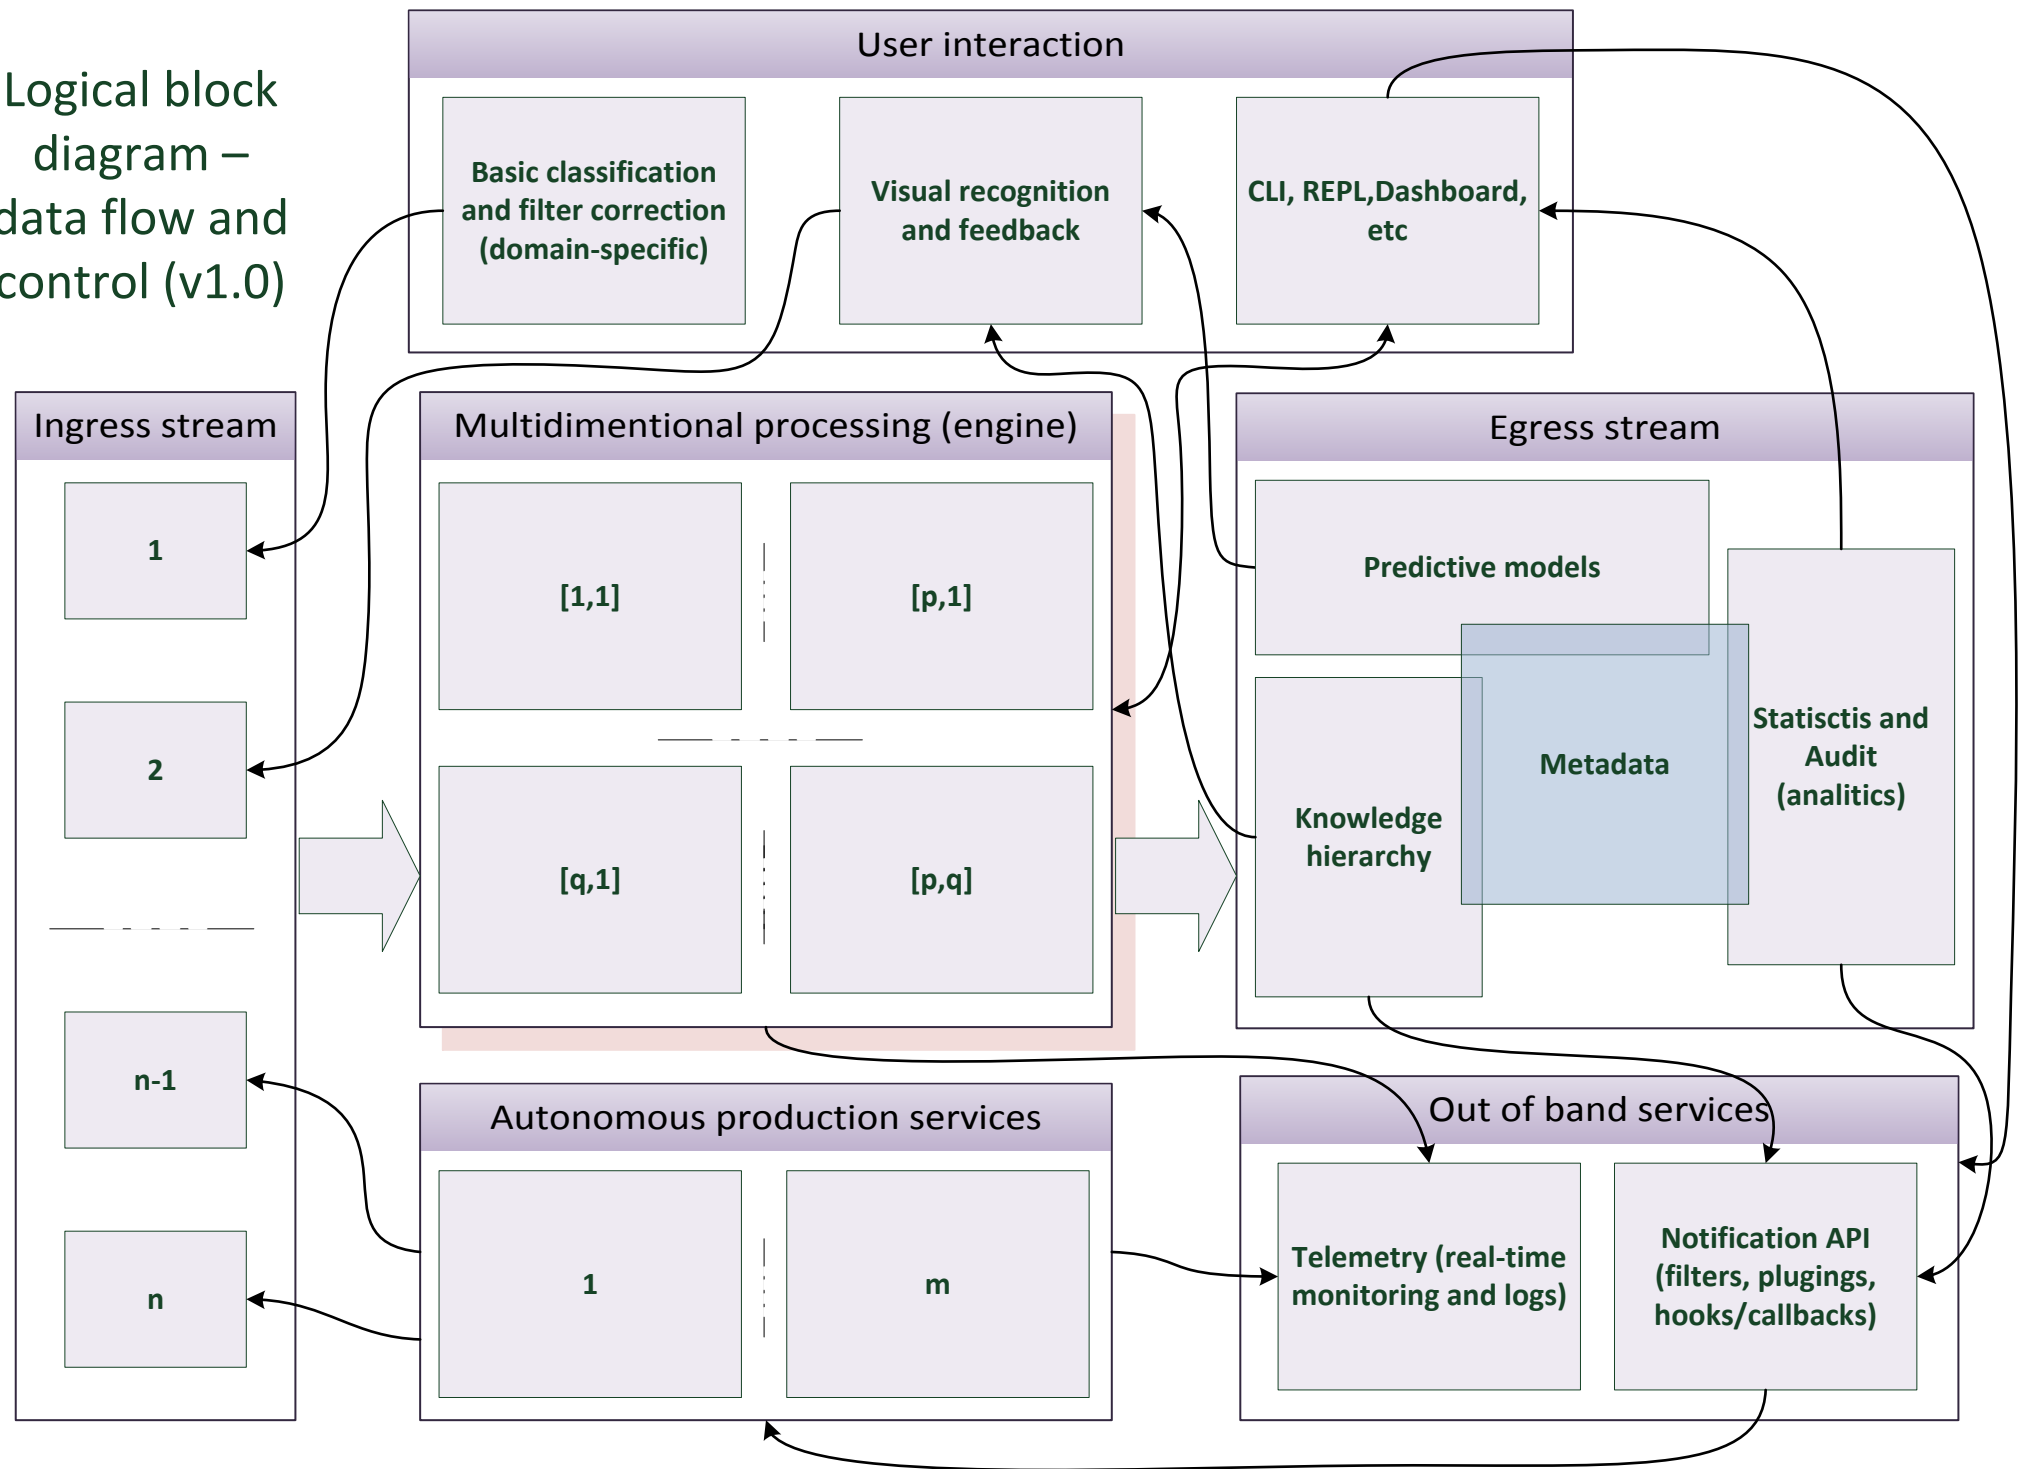 Logical block
diagram –
data flow and
control (v1.0)
User interaction
Basic classification
and filter correction
(domain-specific)
Visual recognition
and feedback
CLI, REPL,Dashboard,
etc
Ingress stream
1
2
n-1
n
Multidimentional processing (engine)
[1,1]
[p,1]
[q,1]
[p,q]
Egress stream
Predictive models
Metadata
Statisctis and
Audit
(analitics)
Knowledge
hierarchy
Autonomous production services
1
m
Out of band services
Telemetry (real-time
monitoring and logs)
Notification API
(filters, plugings,
hooks/callbacks)